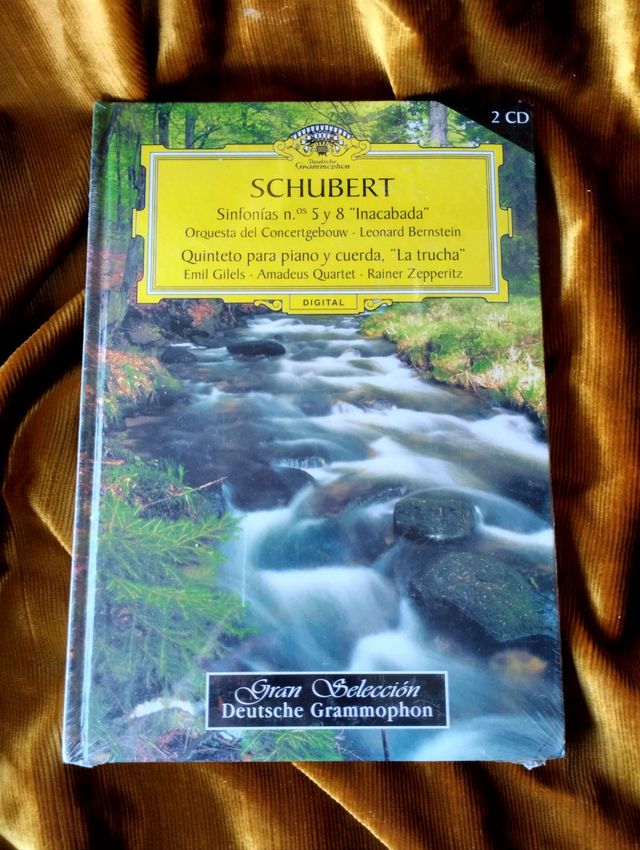 2 CD
Deutsche
Grammophon
SCHUBERT
Sinfonías n.os 5 y 8 "Inacabada"
Orquesta del Concertgebouw · Leonard Bernstein
Quinteto para piano y cuerda, "La trucha"
Emil Gilels · Amadeus Quartet · Rainer Zepperitz
DIGITAL
Gran Selección
Deutsche Grammophon